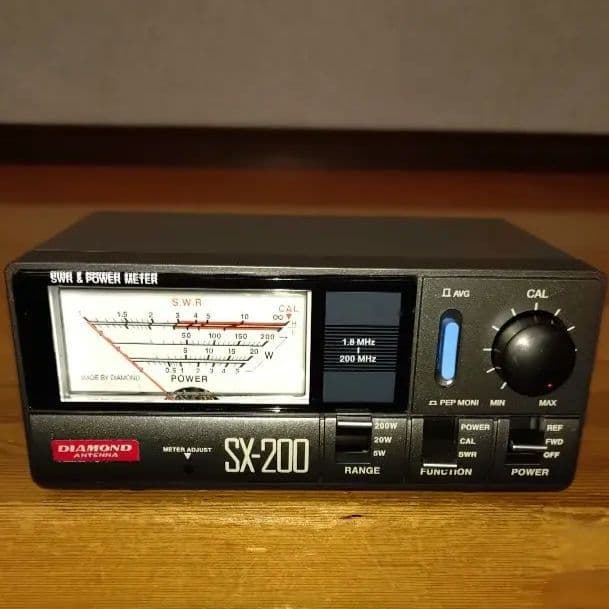 SWR & POWER METER
S.W.R
CAL
1.5 2 3 4 5 10 ∞
H
50 100 150 200
5 10 15 20
W
0.5 1 2 3 4 5
MADE BY DIAMOND
POWER
1.8 MHz
200 MHz
AVG
PEP MONI
CAL
MIN
MAX
DIAMOND
ANTENNA
METER ADJUST
SX-200
200W
20W
5W
RANGE
POWER
CAL
SWR
FUNCTION
REF
FWD
OFF
POWER